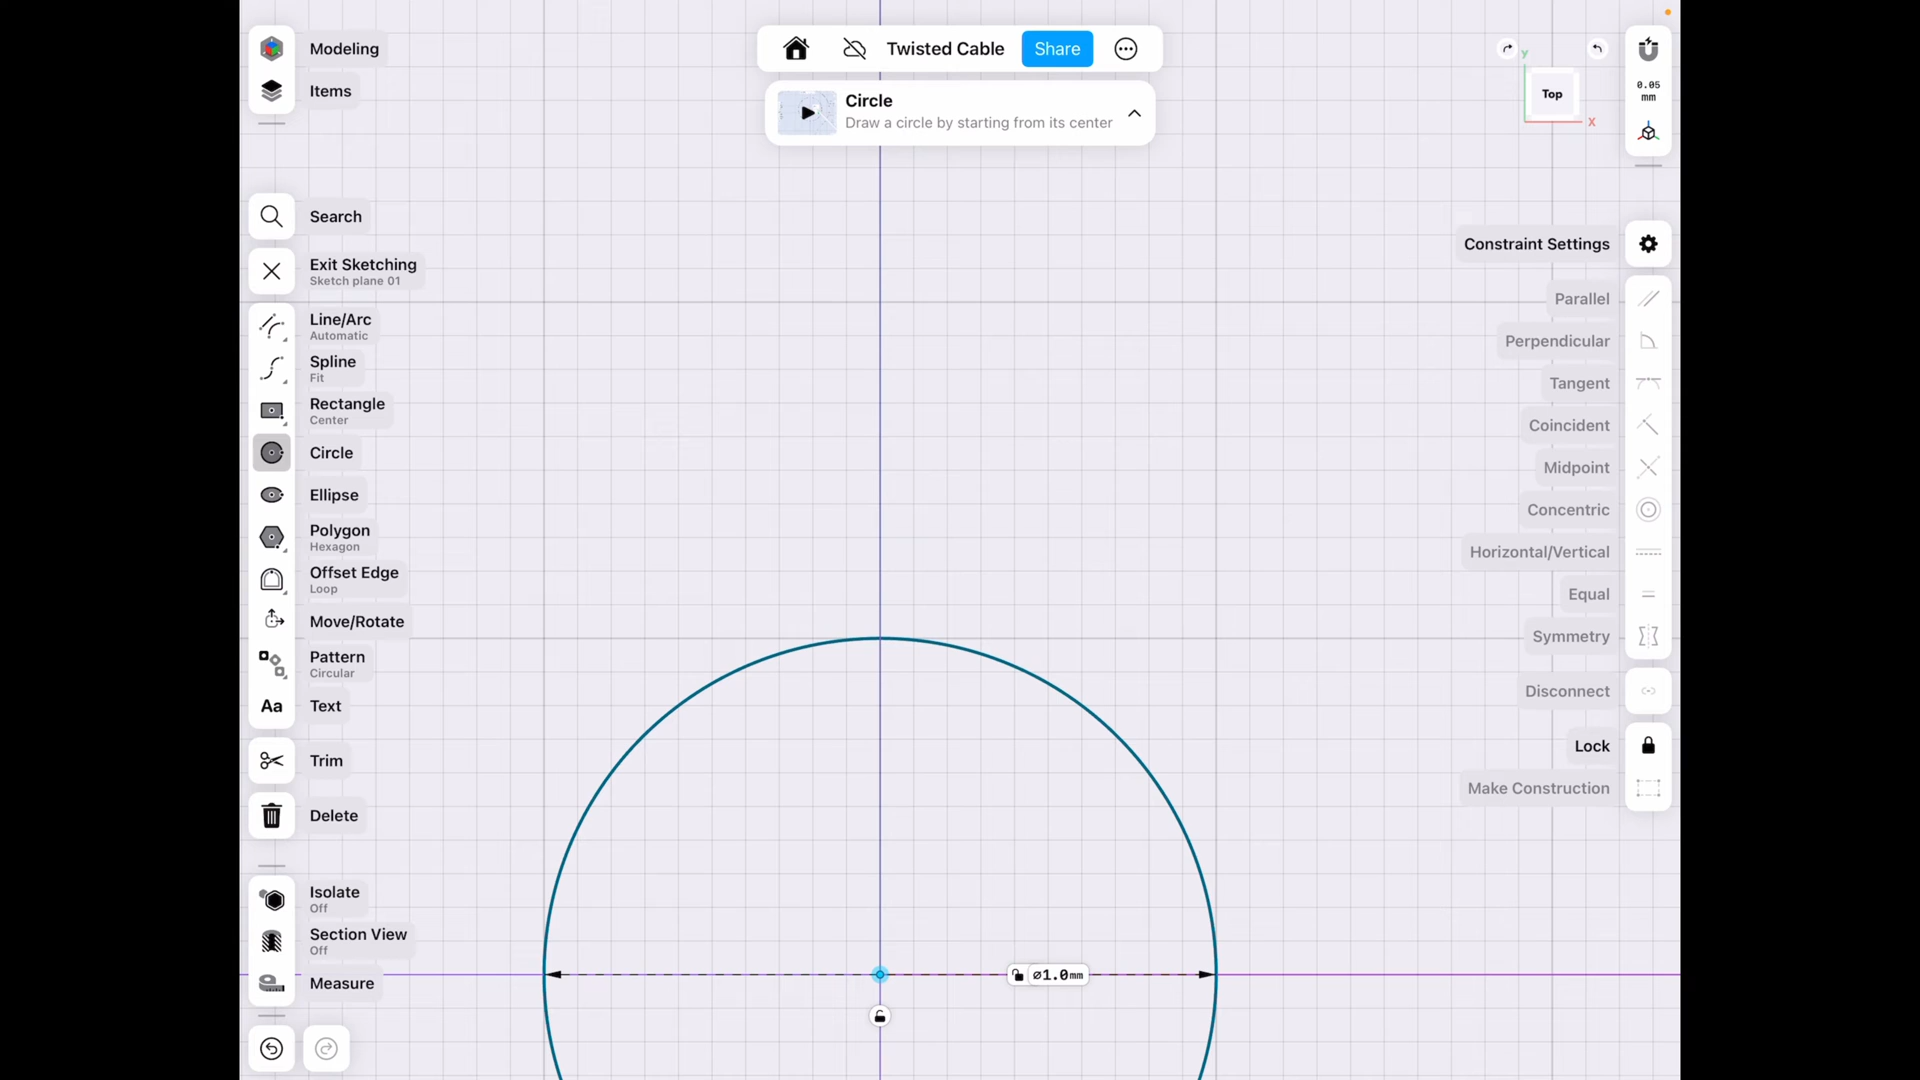 Modeling
Items
Twisted Cable
Share
Circle
Draw a circle by starting from its center
y
Top
X
0.05
mm
Search
Exit Sketching
Sketch plane 01
Line/Arc
Automatic
Spline
Fit
Rectangle
Center
Circle
Ellipse
Polygon
Hexagon
Offset Edge
Loop
Move/Rotate
Pattern
Circular
Aa
Text
Trim
Delete
Isolate
Off
Section View
Off
Measure
Constraint Settings
Parallel
Perpendicular
Tangent
Coincident
Midpoint
Concentric
Horizontal/Vertical
Equal
Symmetry
Disconnect
Lock
Make Construction
⌀1.0mm